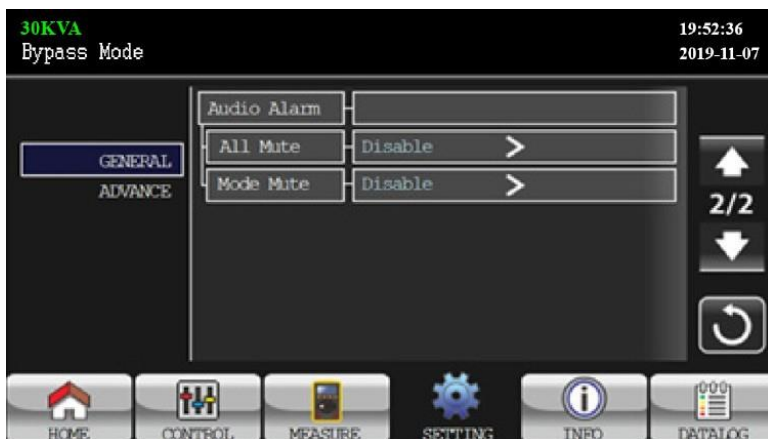 30KVA
19:52:36
Bypass Mode
2019-11-07
Audio Alarm
All Mute
Disable
GENERAL
Mode Mute
Disable
ADVANCE
2/2
HOME
CONTROL
MEASURE
SETTING
INFO
DATALOG